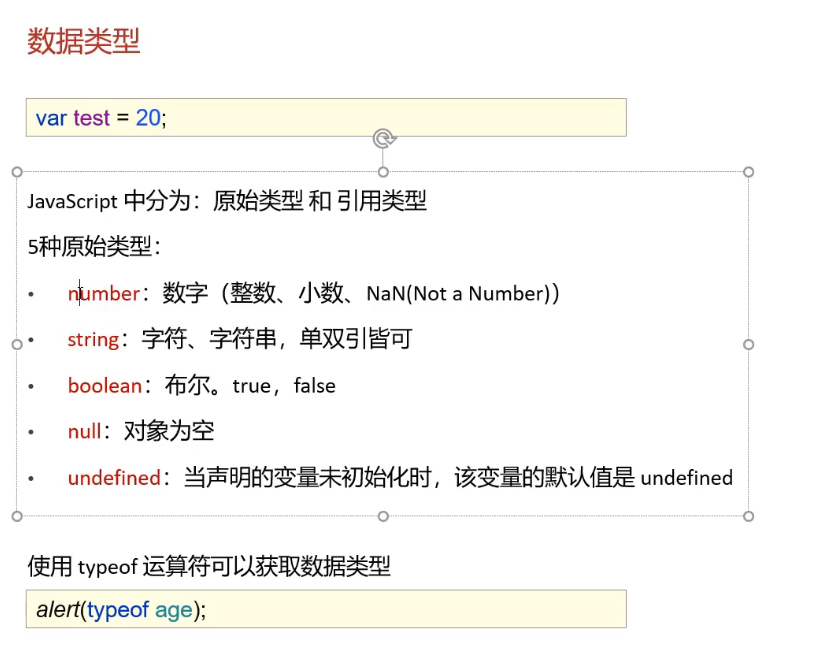 数据类型
var test = 20;
JavaScript 中分为：原始类型 和 引用类型
5种原始类型：
• number：数字（整数、小数、NaN(Not a Number)）
• string：字符、字符串，单双引皆可
• boolean：布尔。true，false
• null：对象为空
• undefined：当声明的变量未初始化时，该变量的默认值是 undefined
使用 typeof 运算符可以获取数据类型
alert(typeof age);